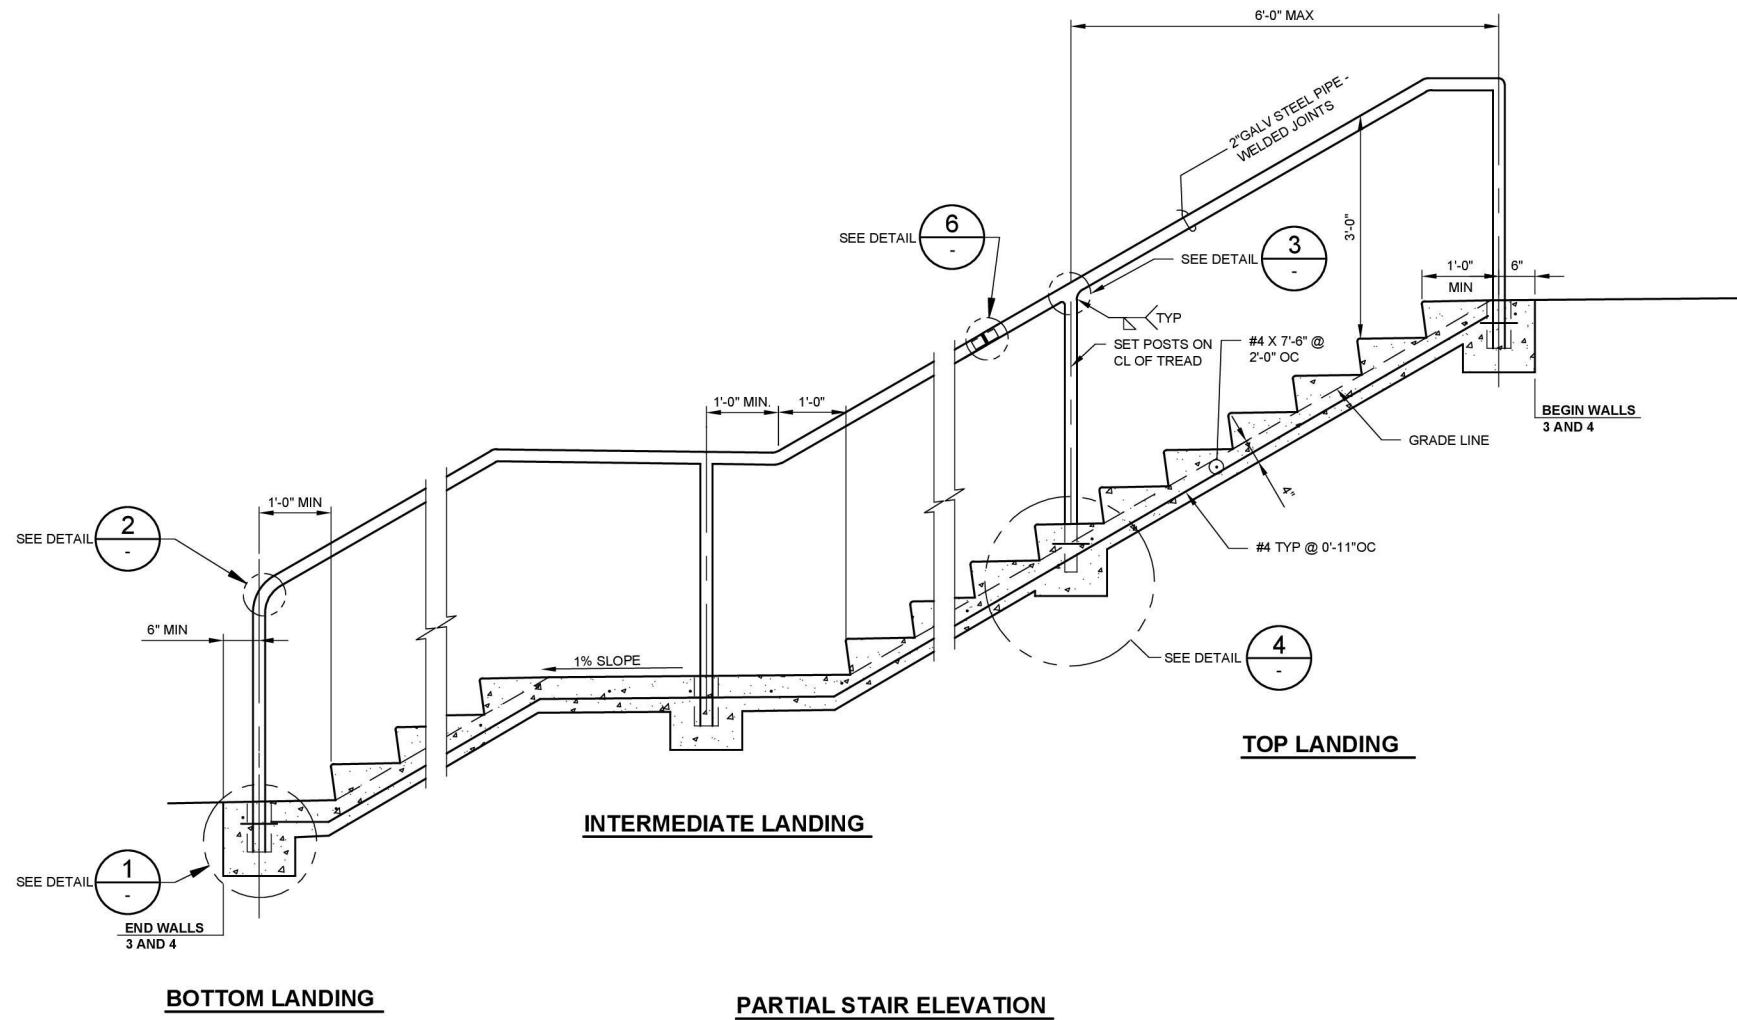 6'-0" MAX
2"GALV STEEL PIPE -
WELDED JOINTS
6
-
SEE DETAIL
3
-
SEE DETAIL
3'-0"
1'-0"
MIN
6"
TYP
SET POSTS ON
CL OF TREAD
#4 X 7'-6" @
2'-0" OC
1'-0" MIN.
1'-0"
BEGIN WALLS
3 AND 4
GRADE LINE
4"
1'-0" MIN
2
-
SEE DETAIL
#4 TYP @ 0'-11"OC
6" MIN
1% SLOPE
SEE DETAIL
4
-
TOP LANDING
INTERMEDIATE LANDING
SEE DETAIL
1
-
END WALLS
3 AND 4
BOTTOM LANDING
PARTIAL STAIR ELEVATION